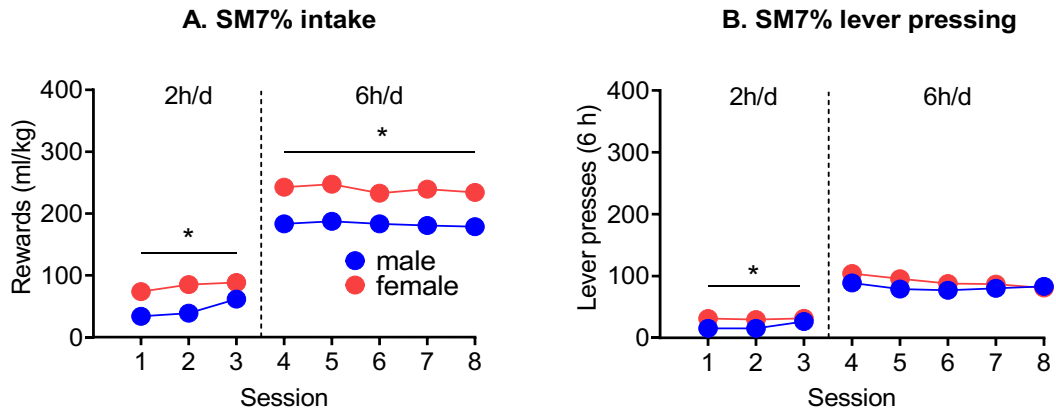 A. SM7% intake
Rewards (ml/kg)
400
300
200
100
0
2h/d
6h/d
*
*
male
female
1 2 3 4 5 6 7 8
Session
B. SM7% lever pressing
Lever presses (6 h)
400
300
200
100
0
2h/d
6h/d
*
1 2 3 4 5 6 7 8
Session